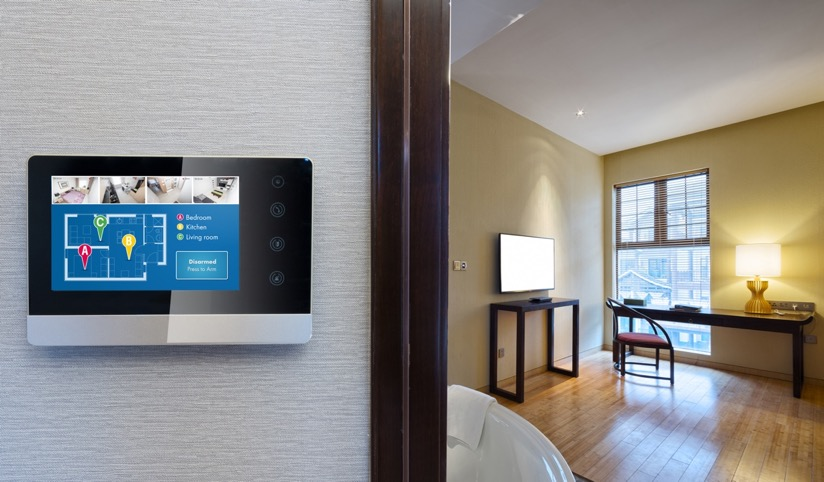 C
A
B
A Bedroom
B Kitchen
C Living room
Disarmed
Press to Arm